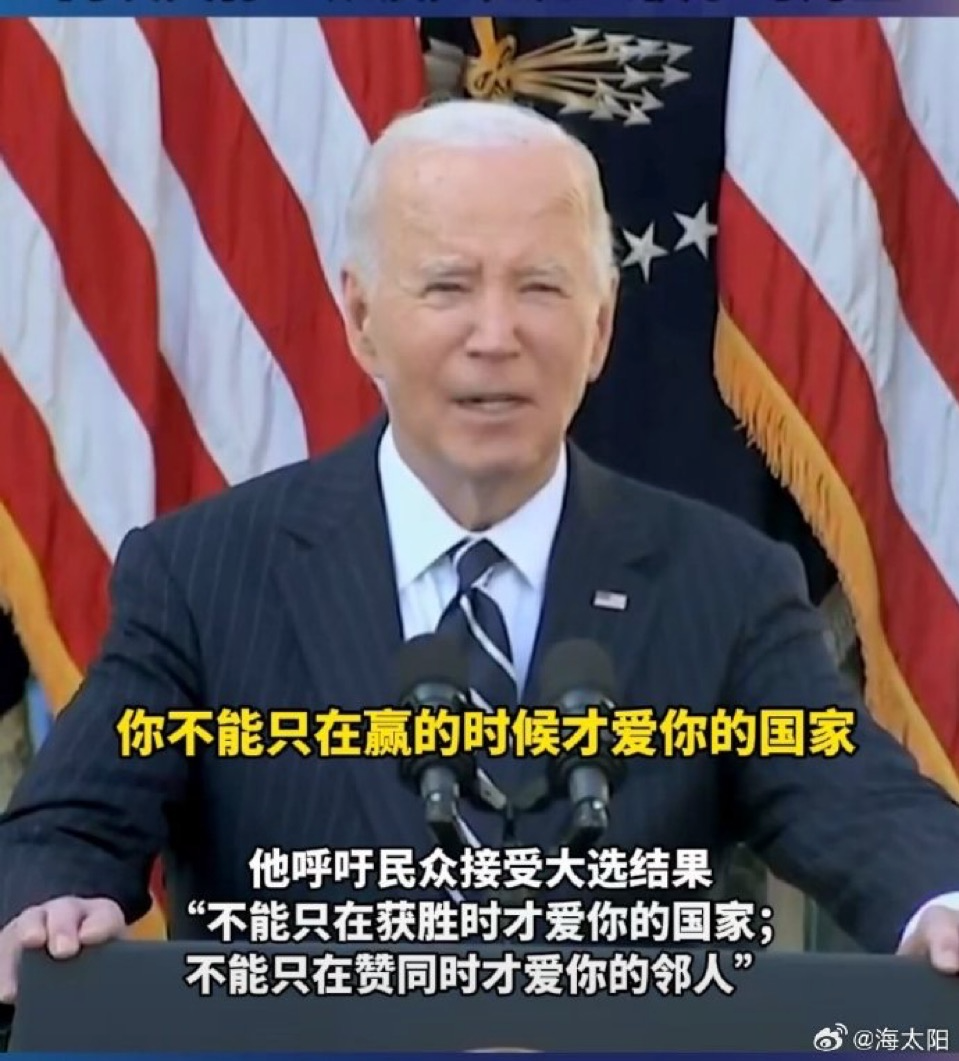 你不能只在赢的时候才爱你的国家
他呼吁民众接受大选结果
“不能只在获胜时才爱你的国家；
不能只在赞同时才爱你的邻人”
@海太阳